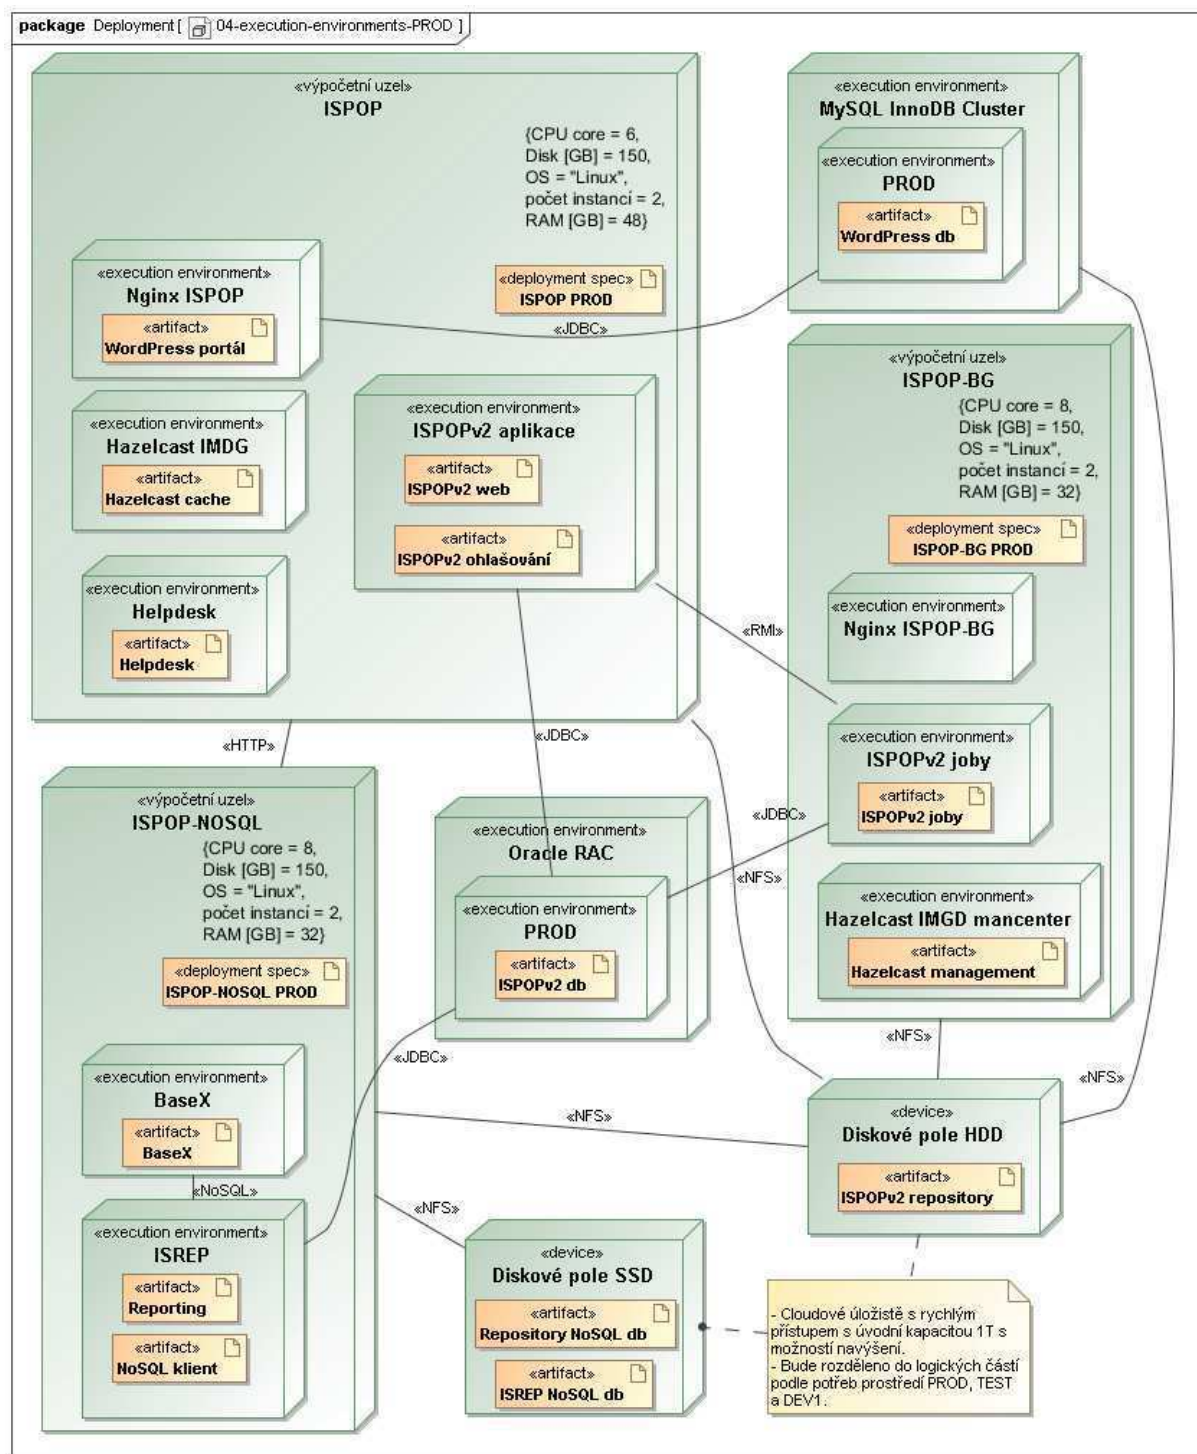 package Deployment [ 04-execution-environments-PROD ]
«výpočetní uzel»
ISPOP
{CPU core = 6,
Disk [GB] = 150,
OS = "Linux",
počet instancí = 2,
RAM [GB] = 48}
«deployment spec»
ISPOP PROD
«execution environment»
Nginx ISPOP
«artifact»
WordPress portál
«execution environment»
Hazelcast IMDG
«artifact»
Hazelcast cache
«execution environment»
Helpdesk
«artifact»
Helpdesk
«execution environment»
ISPOPv2 aplikace
«artifact»
ISPOPv2 web
«artifact»
ISPOPv2 ohlašování
«execution environment»
MySQL InnoDB Cluster
«execution environment»
PROD
«artifact»
WordPress db
«JDBC»
«výpočetní uzel»
ISPOP-BG
{CPU core = 8,
Disk [GB] = 150,
OS = "Linux",
počet instancí = 2,
RAM [GB] = 32}
«deployment spec»
ISPOP-BG PROD
«execution environment»
Nginx ISPOP-BG
«RMI»
«execution environment»
ISPOPv2 joby
«artifact»
ISPOPv2 joby
«execution environment»
Hazelcast IMGD mancenter
«artifact»
Hazelcast management
«HTTP»
«JDBC»
«JDBC»
«NFS»
«výpočetní uzel»
ISPOP-NOSQL
{CPU core = 8,
Disk [GB] = 150,
OS = "Linux",
počet instancí = 2,
RAM [GB] = 32}
«deployment spec»
ISPOP-NOSQL PROD
«execution environment»
BaseX
«artifact»
BaseX
«NoSQL»
«execution environment»
ISREP
«artifact»
Reporting
«artifact»
NoSQL klient
«execution environment»
Oracle RAC
«execution environment»
PROD
«artifact»
ISPOPv2 db
«JDBC»
«NFS»
«NFS»
«NFS»
«NFS»
«device»
Diskové pole HDD
«artifact»
ISPOPv2 repository
«device»
Diskové pole SSD
«artifact»
Repository NoSQL db
«artifact»
ISREP NoSQL db
- Cloudové úložistě s rychlým
přístupem s úvodní kapacitou 1T s
možností navýšení.
- Bude rozděleno do logických částí
podle potřeb prostředí PROD, TEST
a DEV1.